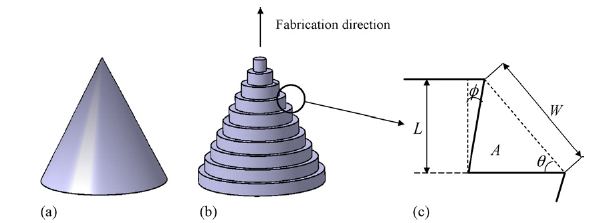 Fabrication direction
ϕ
W
L
A
θ
(a)
(b)
(c)